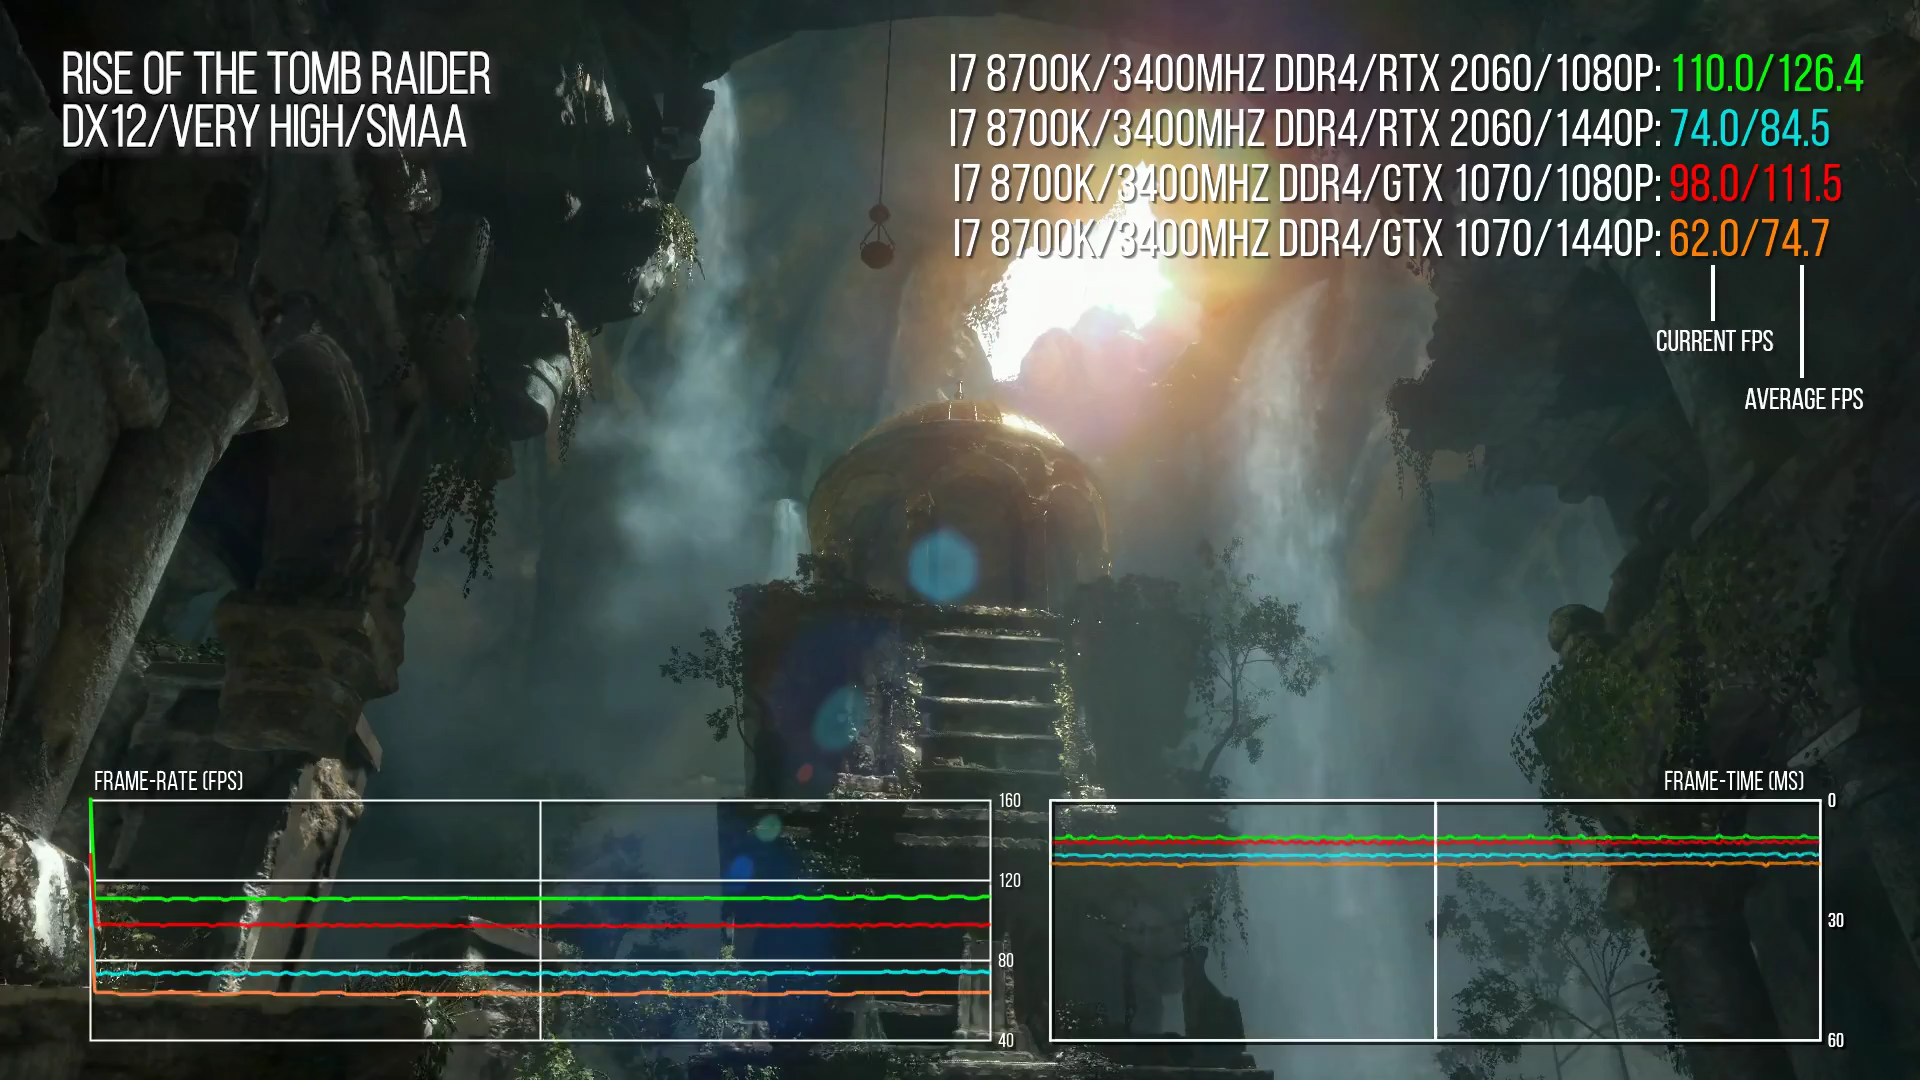 RISE OF THE TOMB RAIDER
DX12/VERY HIGH/SMAA
I7 8700K/3400MHZ DDR4/RTX 2060/1080P: 110.0/126.4
I7 8700K/3400MHZ DDR4/RTX 2060/1440P: 74.0/84.5
I7 8700K/3400MHZ DDR4/GTX 1070/1080P: 98.0/111.5
I7 8700K/3400MHZ DDR4/GTX 1070/1440P: 62.0/74.7
CURRENT FPS
AVERAGE FPS
FRAME-RATE (FPS)
160
120
80
40
FRAME-TIME (MS)
0
30
60